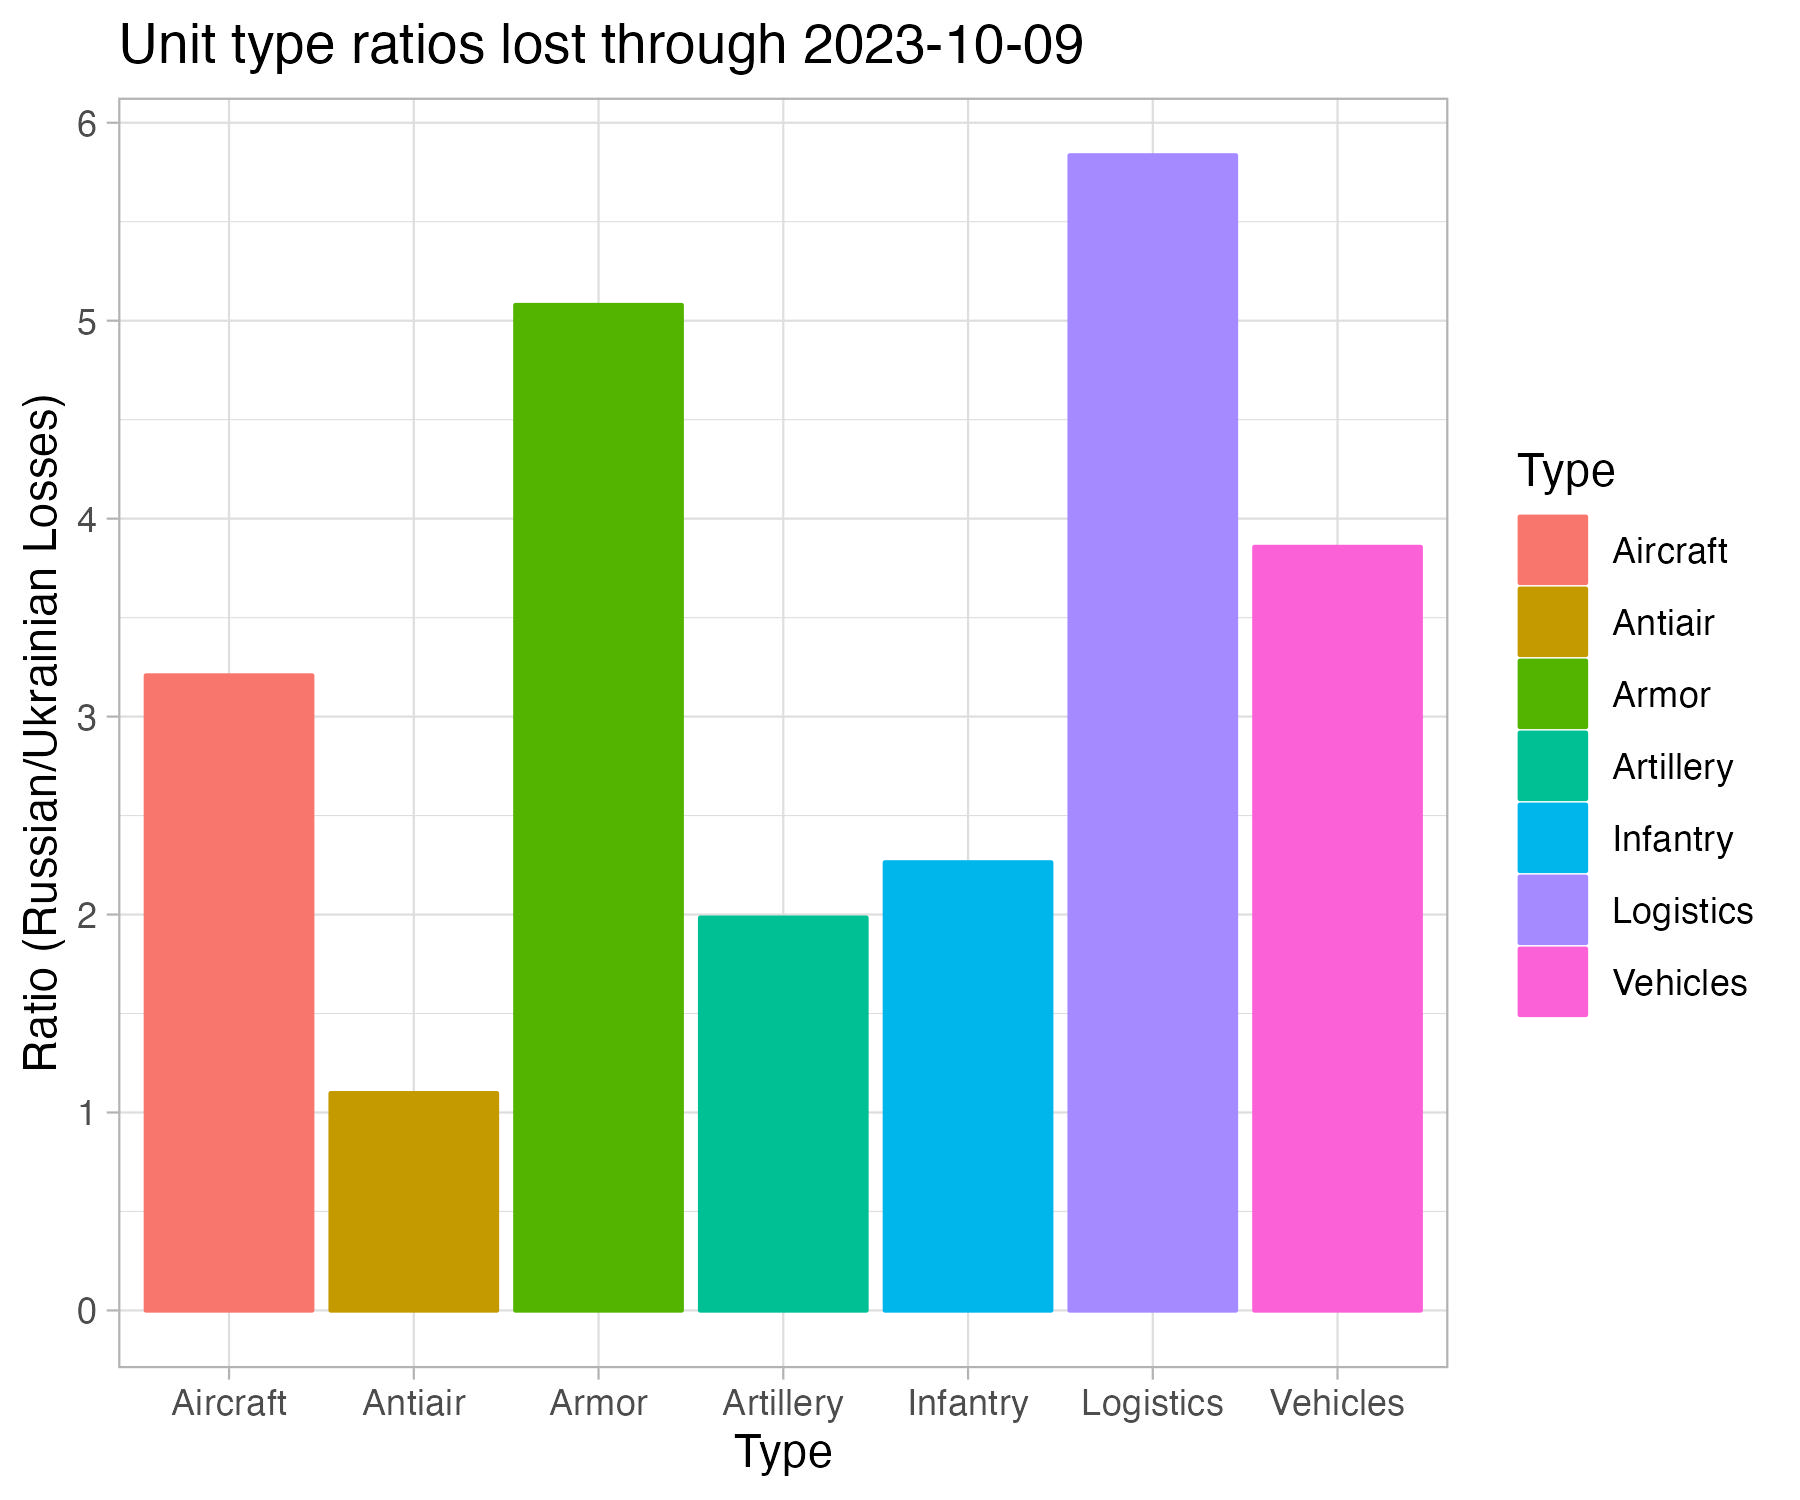 Unit type ratios lost through 2023-10-09
Ratio (Russian/Ukrainian Losses)
6
5
4
3
2
1
0
Aircraft
Antiair
Armor
Artillery
Infantry
Logistics
Vehicles
Type
Type
Aircraft
Antiair
Armor
Artillery
Infantry
Logistics
Vehicles